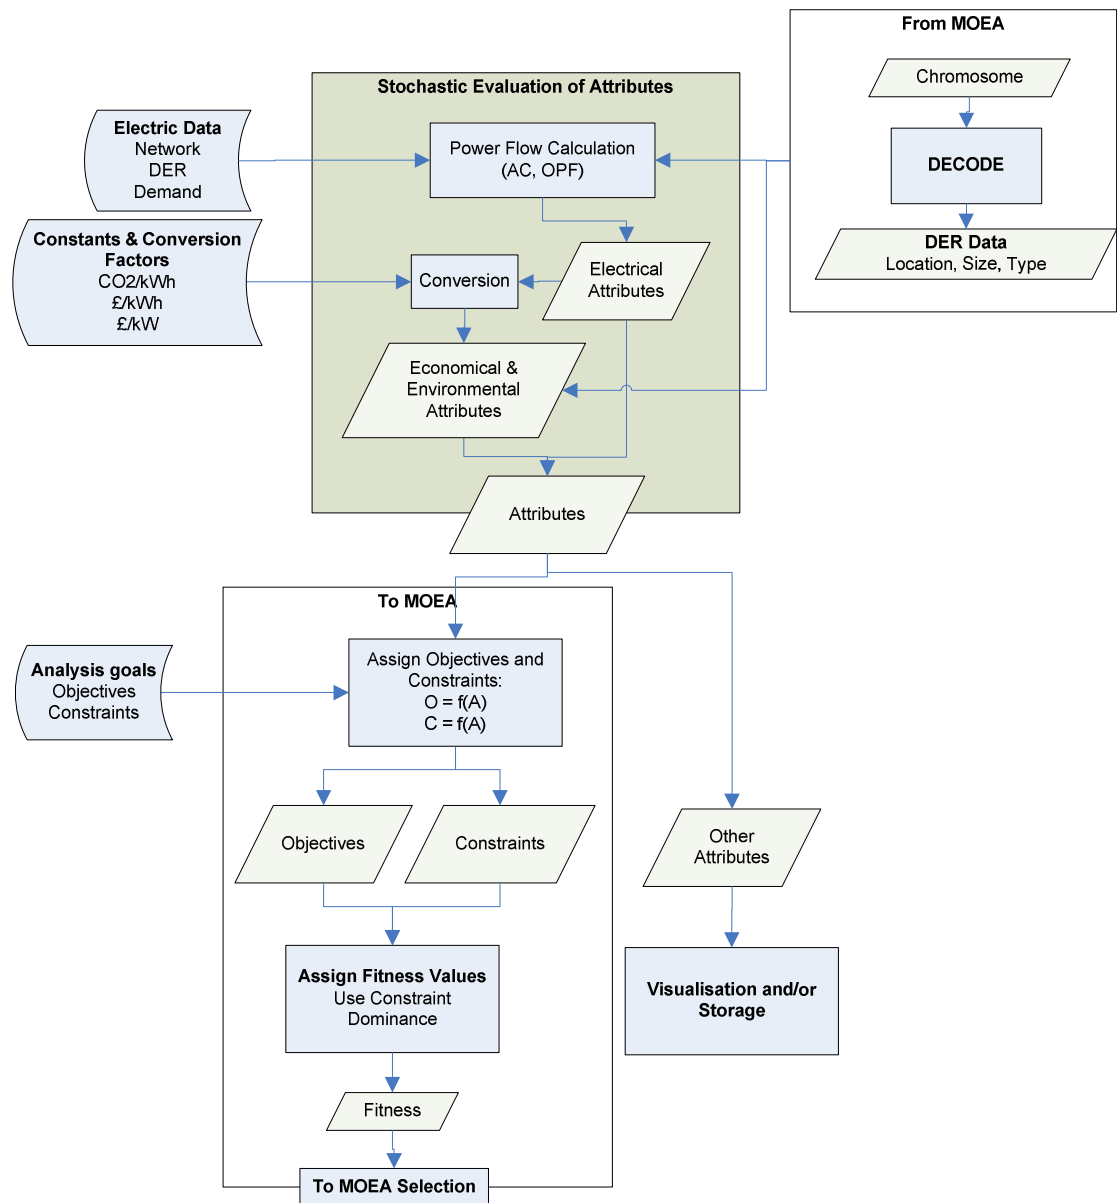 From MOEA
Chromosome
DECODE
DER Data
Location, Size, Type
Stochastic Evaluation of Attributes
Electric Data
Network
DER
Demand
Power Flow Calculation
(AC, OPF)
Constants & Conversion
Factors
CO2/kWh
£/kWh
£/kW
Conversion
Electrical
Attributes
Economical &
Environmental
Attributes
Attributes
To MOEA
Analysis goals
Objectives
Constraints
Assign Objectives and
Constraints:
O = f(A)
C = f(A)
Objectives
Constraints
Other
Attributes
Assign Fitness Values
Use Constraint
Dominance
Visualisation and/or
Storage
Fitness
To MOEA Selection